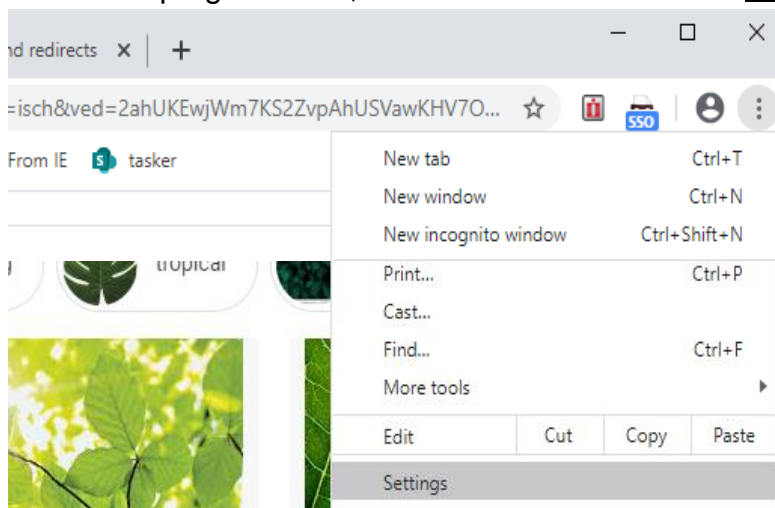 nd redirects
=isch&ved=2ahUKEwjWm7KS2ZvpAhUSVawKHV7O...
SSO
From IE
S
tasker
New tab Ctrl+T
New window Ctrl+N
New incognito window Ctrl+Shift+N
tropical
Print... Ctrl+P
Cast...
Find... Ctrl+F
More tools
Edit Cut Copy Paste
Settings